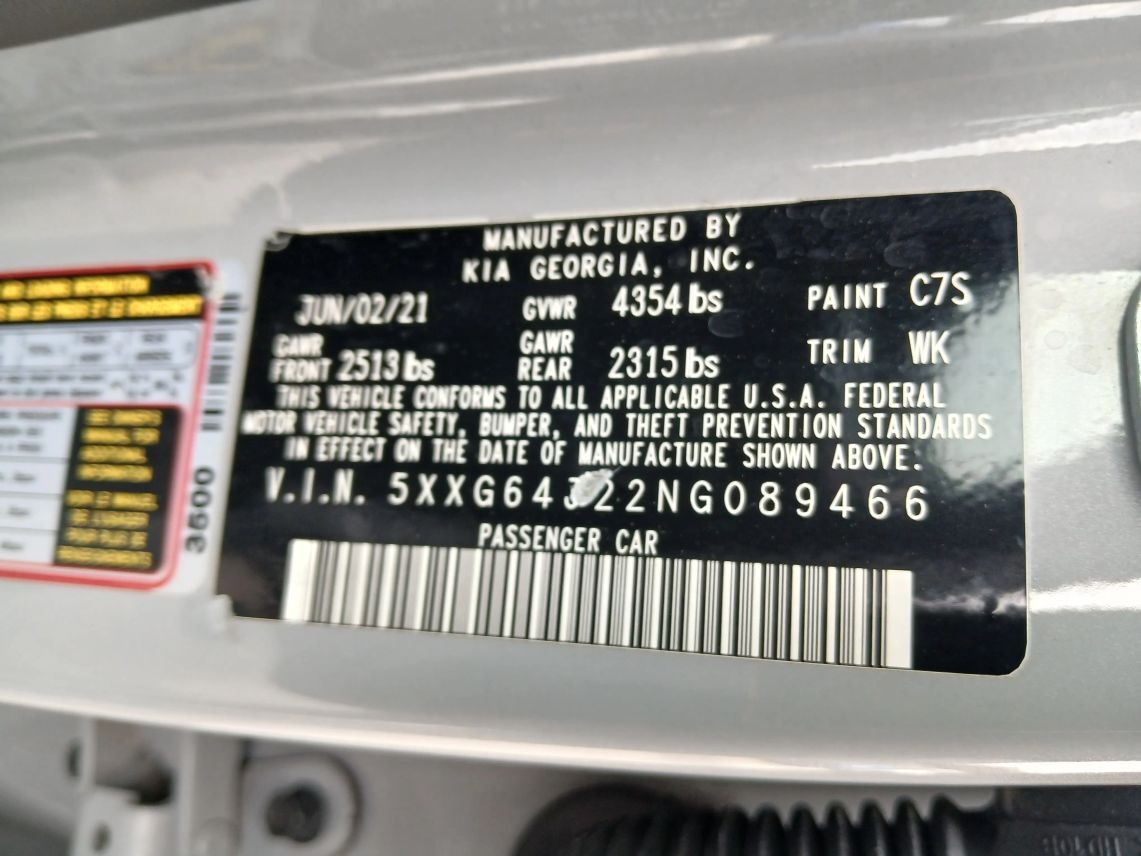 MANUFACTURED BY
KIA GEORGIA, INC.
JUN/02/21 GVWR 4354 lbs PAINT C7S
GAWR FRONT 2513 lbs GAWR REAR 2315 lbs TRIM WK
THIS VEHICLE CONFORMS TO ALL APPLICABLE U.S.A. FEDERAL
MOTOR VEHICLE SAFETY, BUMPER, AND THEFT PREVENTION STANDARDS
IN EFFECT ON THE DATE OF MANUFACTURE SHOWN ABOVE:
V.I.N. 5XXG64J22NG089466
PASSENGER CAR
3500